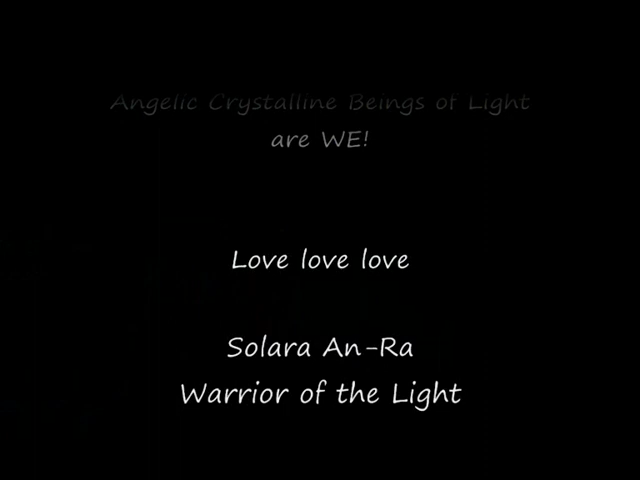 Angelic Crystalline Beings of Light
are WE!
Love love love
Solara An-Ra
Warrior of the Light